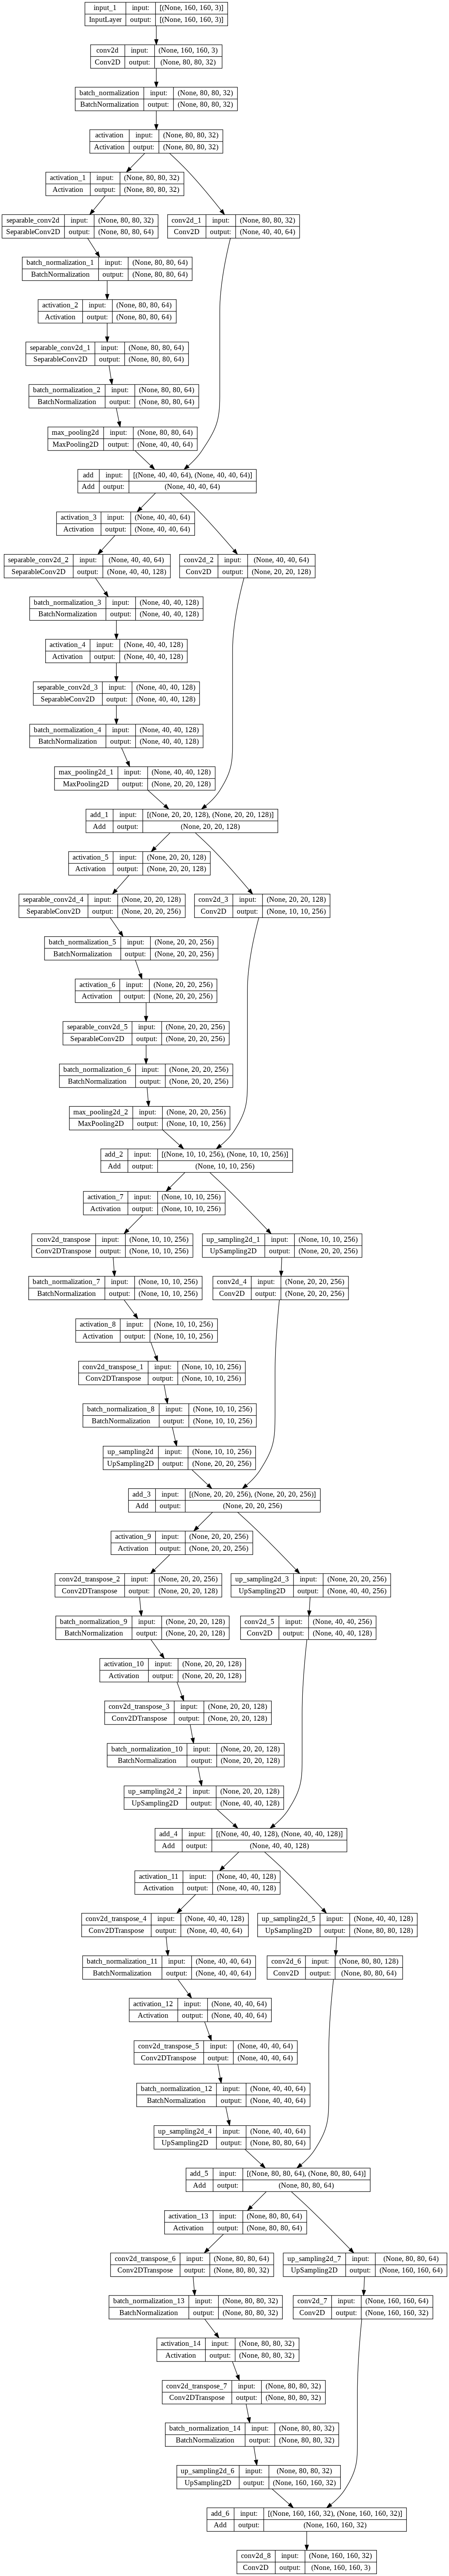 input_1 input: [(None, 160, 160, 3)]
InputLayer output: [(None, 160, 160, 3)]
conv2d input: (None, 160, 160, 3)
Conv2D output: (None, 80, 80, 32)
batch_normalization input: (None, 80, 80, 32)
BatchNormalization output: (None, 80, 80, 32)
activation input: (None, 80, 80, 32)
Activation output: (None, 80, 80, 32)
activation_1 input: (None, 80, 80, 32)
Activation output: (None, 80, 80, 32)
separable_conv2d input: (None, 80, 80, 32)
SeparableConv2D output: (None, 80, 80, 64)
conv2d_1 input: (None, 80, 80, 32)
Conv2D output: (None, 40, 40, 64)
batch_normalization_1 input: (None, 80, 80, 64)
BatchNormalization output: (None, 80, 80, 64)
activation_2 input: (None, 80, 80, 64)
Activation output: (None, 80, 80, 64)
separable_conv2d_1 input: (None, 80, 80, 64)
SeparableConv2D output: (None, 80, 80, 64)
batch_normalization_2 input: (None, 80, 80, 64)
BatchNormalization output: (None, 80, 80, 64)
max_pooling2d input: (None, 80, 80, 64)
MaxPooling2D output: (None, 40, 40, 64)
add input: [(None, 40, 40, 64), (None, 40, 40, 64)]
Add output: (None, 40, 40, 64)
activation_3 input: (None, 40, 40, 64)
Activation output: (None, 40, 40, 64)
separable_conv2d_2 input: (None, 40, 40, 64)
SeparableConv2D output: (None, 40, 40, 128)
conv2d_2 input: (None, 40, 40, 64)
Conv2D output: (None, 20, 20, 128)
batch_normalization_3 input: (None, 40, 40, 128)
BatchNormalization output: (None, 40, 40, 128)
activation_4 input: (None, 40, 40, 128)
Activation output: (None, 40, 40, 128)
separable_conv2d_3 input: (None, 40, 40, 128)
SeparableConv2D output: (None, 40, 40, 128)
batch_normalization_4 input: (None, 40, 40, 128)
BatchNormalization output: (None, 40, 40, 128)
max_pooling2d_1 input: (None, 40, 40, 128)
MaxPooling2D output: (None, 20, 20, 128)
add_1 input: [(None, 20, 20, 128), (None, 20, 20, 128)]
Add output: (None, 20, 20, 128)
activation_5 input: (None, 20, 20, 128)
Activation output: (None, 20, 20, 128)
separable_conv2d_4 input: (None, 20, 20, 128)
SeparableConv2D output: (None, 20, 20, 256)
conv2d_3 input: (None, 20, 20, 128)
Conv2D output: (None, 10, 10, 256)
batch_normalization_5 input: (None, 20, 20, 256)
BatchNormalization output: (None, 20, 20, 256)
activation_6 input: (None, 20, 20, 256)
Activation output: (None, 20, 20, 256)
separable_conv2d_5 input: (None, 20, 20, 256)
SeparableConv2D output: (None, 20, 20, 256)
batch_normalization_6 input: (None, 20, 20, 256)
BatchNormalization output: (None, 20, 20, 256)
max_pooling2d_2 input: (None, 20, 20, 256)
MaxPooling2D output: (None, 10, 10, 256)
add_2 input: [(None, 10, 10, 256), (None, 10, 10, 256)]
Add output: (None, 10, 10, 256)
activation_7 input: (None, 10, 10, 256)
Activation output: (None, 10, 10, 256)
conv2d_transpose input: (None, 10, 10, 256)
Conv2DTranspose output: (None, 10, 10, 256)
up_sampling2d_1 input: (None, 10, 10, 256)
UpSampling2D output: (None, 20, 20, 256)
batch_normalization_7 input: (None, 10, 10, 256)
BatchNormalization output: (None, 10, 10, 256)
conv2d_4 input: (None, 20, 20, 256)
Conv2D output: (None, 20, 20, 256)
activation_8 input: (None, 10, 10, 256)
Activation output: (None, 10, 10, 256)
conv2d_transpose_1 input: (None, 10, 10, 256)
Conv2DTranspose output: (None, 10, 10, 256)
batch_normalization_8 input: (None, 10, 10, 256)
BatchNormalization output: (None, 10, 10, 256)
up_sampling2d input: (None, 10, 10, 256)
UpSampling2D output: (None, 20, 20, 256)
add_3 input: [(None, 20, 20, 256), (None, 20, 20, 256)]
Add output: (None, 20, 20, 256)
activation_9 input: (None, 20, 20, 256)
Activation output: (None, 20, 20, 256)
conv2d_transpose_2 input: (None, 20, 20, 256)
Conv2DTranspose output: (None, 20, 20, 128)
up_sampling2d_3 input: (None, 20, 20, 256)
UpSampling2D output: (None, 40, 40, 256)
batch_normalization_9 input: (None, 20, 20, 128)
BatchNormalization output: (None, 20, 20, 128)
conv2d_5 input: (None, 40, 40, 256)
Conv2D output: (None, 40, 40, 128)
activation_10 input: (None, 20, 20, 128)
Activation output: (None, 20, 20, 128)
conv2d_transpose_3 input: (None, 20, 20, 128)
Conv2DTranspose output: (None, 20, 20, 128)
batch_normalization_10 input: (None, 20, 20, 128)
BatchNormalization output: (None, 20, 20, 128)
up_sampling2d_2 input: (None, 20, 20, 128)
UpSampling2D output: (None, 40, 40, 128)
add_4 input: [(None, 40, 40, 128), (None, 40, 40, 128)]
Add output: (None, 40, 40, 128)
activation_11 input: (None, 40, 40, 128)
Activation output: (None, 40, 40, 128)
conv2d_transpose_4 input: (None, 40, 40, 128)
Conv2DTranspose output: (None, 40, 40, 64)
up_sampling2d_5 input: (None, 40, 40, 128)
UpSampling2D output: (None, 80, 80, 128)
batch_normalization_11 input: (None, 40, 40, 64)
BatchNormalization output: (None, 40, 40, 64)
conv2d_6 input: (None, 80, 80, 128)
Conv2D output: (None, 80, 80, 64)
activation_12 input: (None, 40, 40, 64)
Activation output: (None, 40, 40, 64)
conv2d_transpose_5 input: (None, 40, 40, 64)
Conv2DTranspose output: (None, 40, 40, 64)
batch_normalization_12 input: (None, 40, 40, 64)
BatchNormalization output: (None, 40, 40, 64)
up_sampling2d_4 input: (None, 40, 40, 64)
UpSampling2D output: (None, 80, 80, 64)
add_5 input: [(None, 80, 80, 64), (None, 80, 80, 64)]
Add output: (None, 80, 80, 64)
activation_13 input: (None, 80, 80, 64)
Activation output: (None, 80, 80, 64)
conv2d_transpose_6 input: (None, 80, 80, 64)
Conv2DTranspose output: (None, 80, 80, 32)
up_sampling2d_7 input: (None, 80, 80, 64)
UpSampling2D output: (None, 160, 160, 64)
batch_normalization_13 input: (None, 80, 80, 32)
BatchNormalization output: (None, 80, 80, 32)
conv2d_7 input: (None, 160, 160, 64)
Conv2D output: (None, 160, 160, 32)
activation_14 input: (None, 80, 80, 32)
Activation output: (None, 80, 80, 32)
conv2d_transpose_7 input: (None, 80, 80, 32)
Conv2DTranspose output: (None, 80, 80, 32)
batch_normalization_14 input: (None, 80, 80, 32)
BatchNormalization output: (None, 80, 80, 32)
up_sampling2d_6 input: (None, 80, 80, 32)
UpSampling2D output: (None, 160, 160, 32)
add_6 input: [(None, 160, 160, 32), (None, 160, 160, 32)]
Add output: (None, 160, 160, 32)
conv2d_8 input: (None, 160, 160, 32)
Conv2D output: (None, 160, 160, 3)